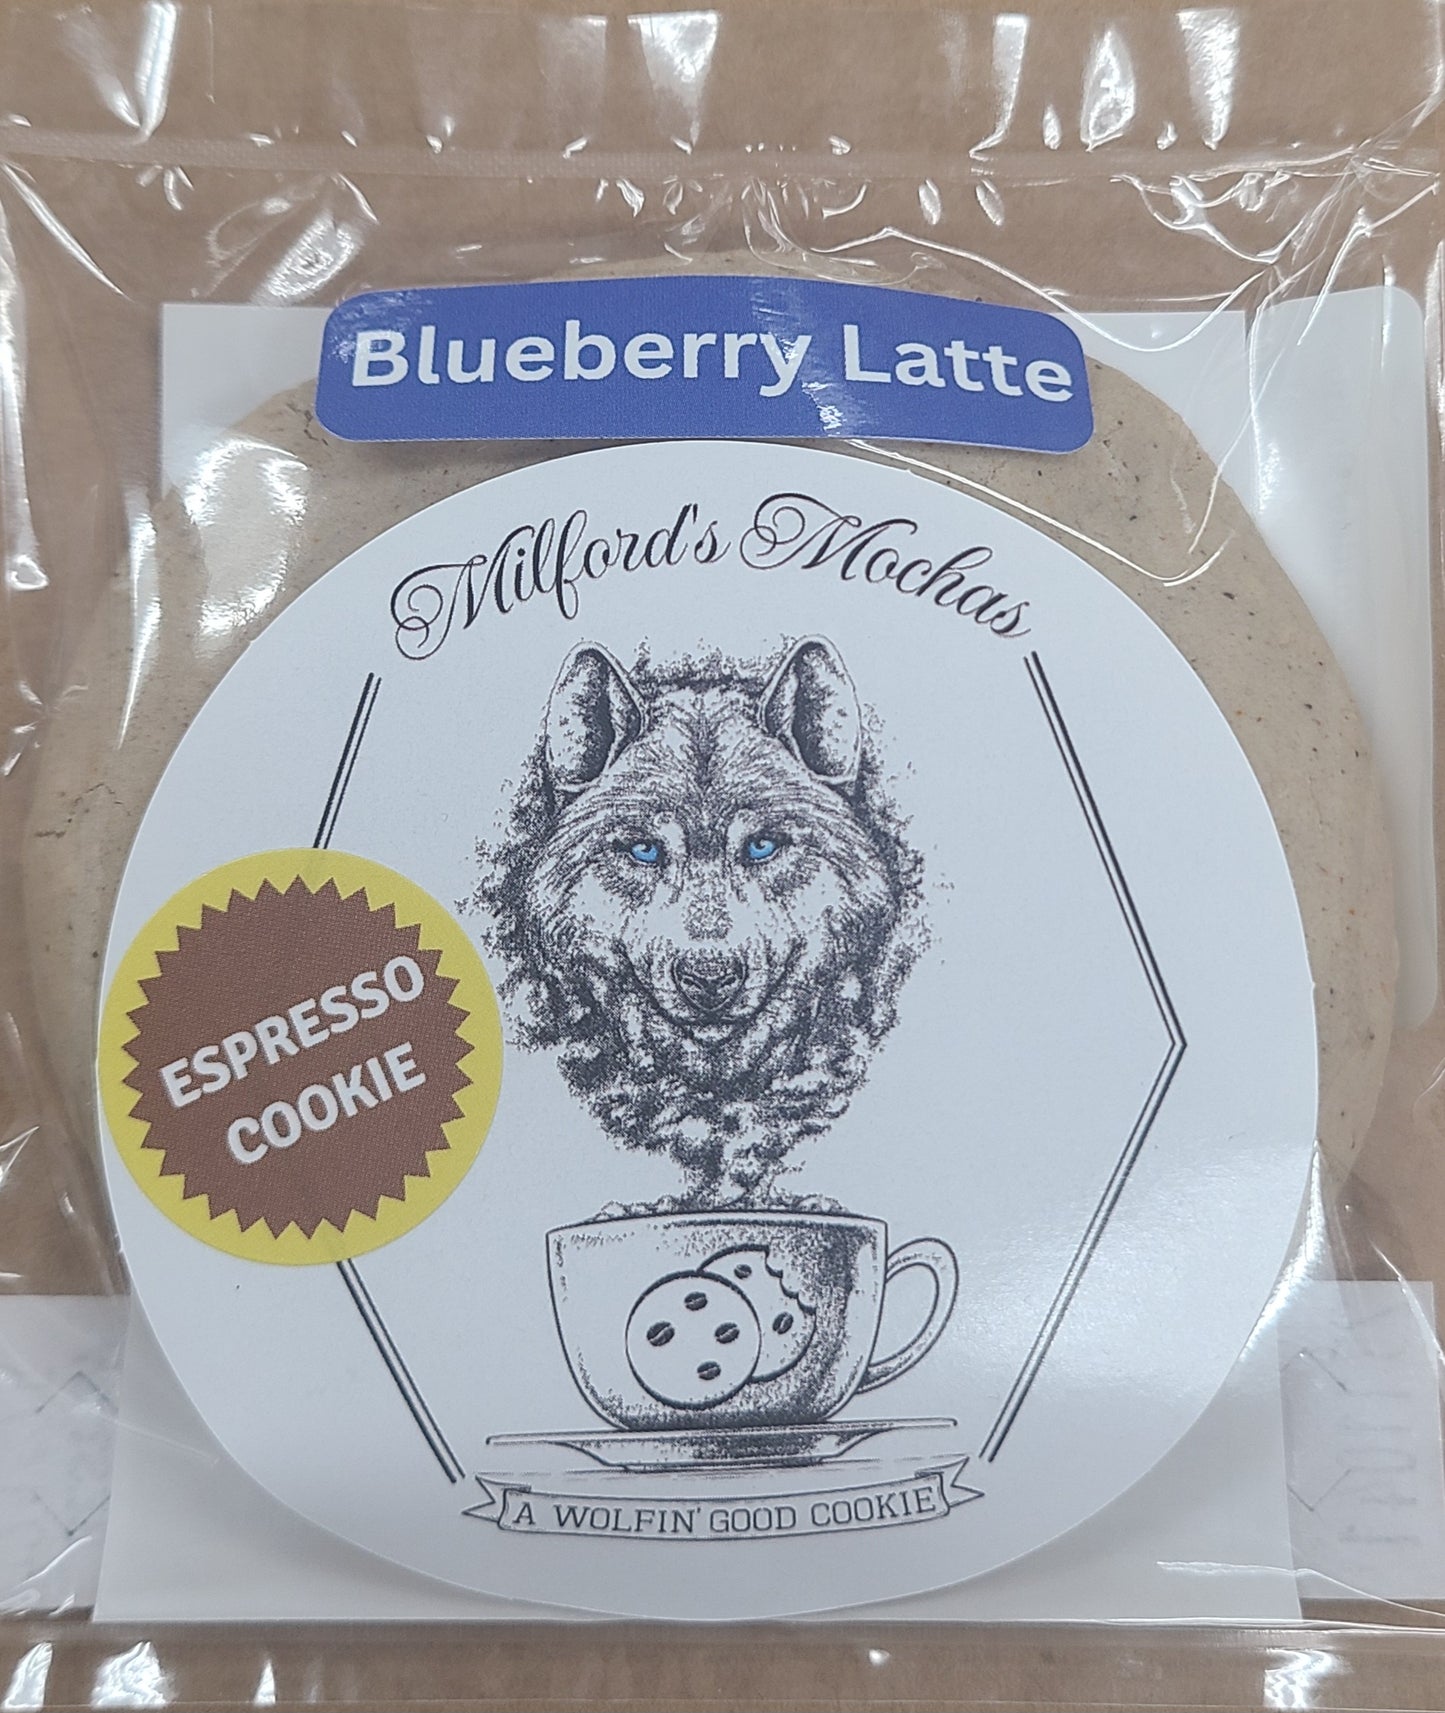 Blueberry Latte
Milford's Mochas
ESPRESSO
COOKIE
A WOLFIN' GOOD COOKIE